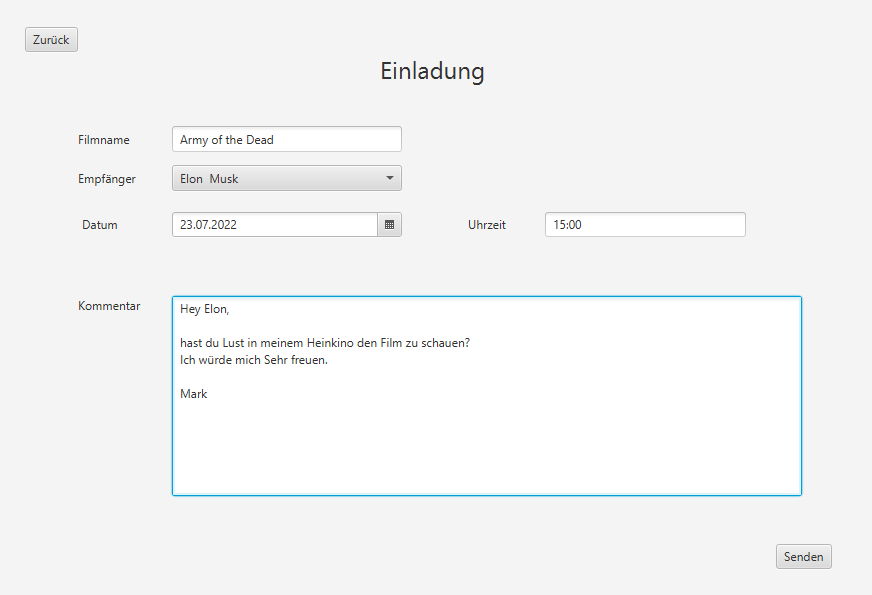 Zurück
Einladung
Filmname Army of the Dead
Empfänger Elon Musk
Datum 23.07.2022 Uhrzeit 15:00
Kommentar Hey Elon,
hast du Lust in meinem Heinkino den Film zu schauen?
Ich würde mich Sehr freuen.
Mark
Senden